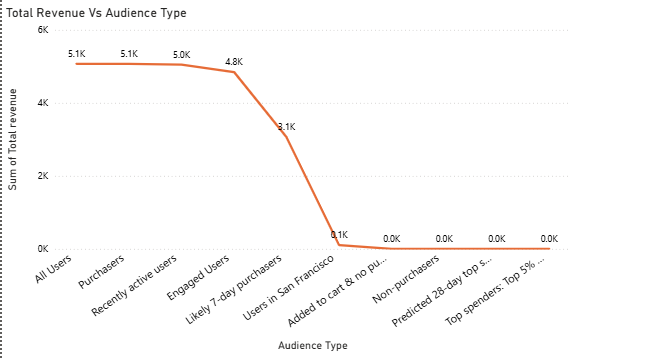 Total Revenue Vs Audience Type
6K
4K
2K
0K
Sum of Total revenue
5.1K
5.1K
5.0K
4.8K
3.1K
0.1K
0.0K
0.0K
0.0K
0.0K
All Users
Purchasers
Recently active users
Engaged Users
Likely 7-day purchasers
Users in San Francisco
Added to cart & no pu...
Non-purchasers
Predicted 28-day top s...
Top spenders: Top 5% ...
Audience Type